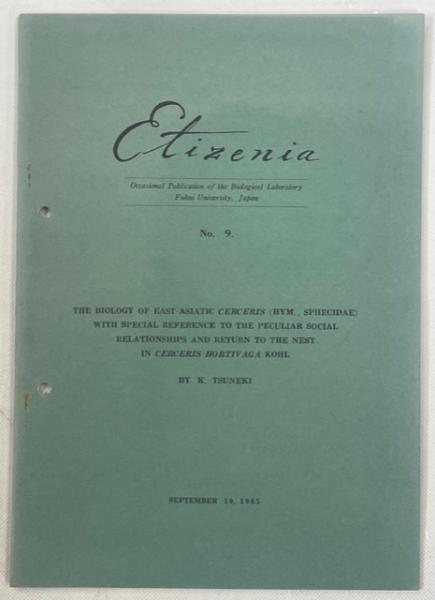 Etizenia
Occasional Publication of the Biological Laboratory
Fukui University, Japan
No. 9.
THE BIOLOGY OF EAST-ASIATIC CERCERIS (HYM., SPHECIDAE)
WITH SPECIAL REFERENCE TO THE PECULIAR SOCIAL
RELATIONSHIPS AND RETURN TO THE NEST
IN CERCERIS HORTIVAGA KOHL
BY K. TSUNEKI
SEPTEMBER 10, 1965